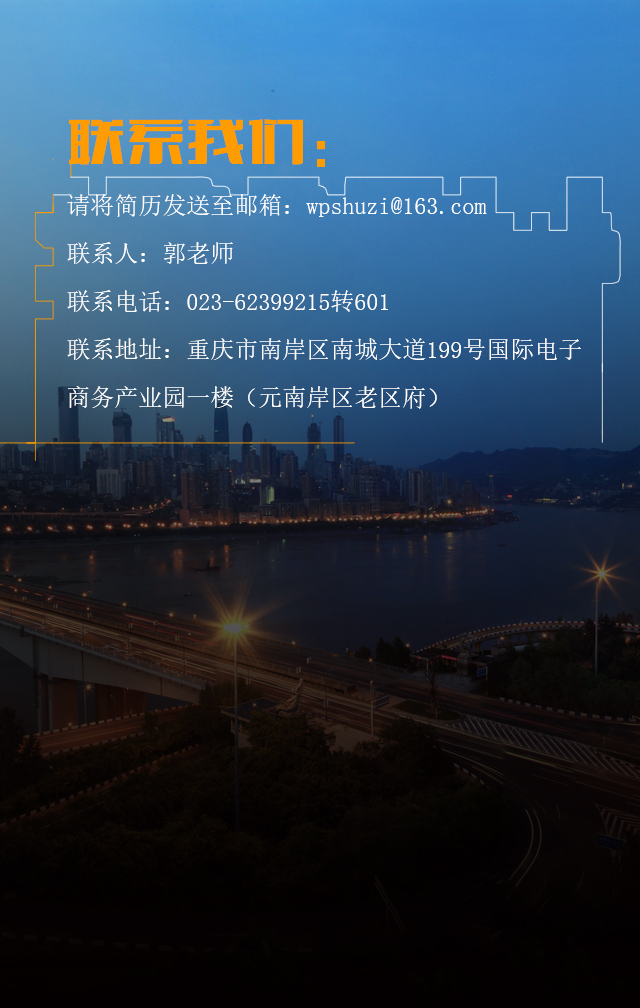 联系我们：
请将简历发送至邮箱：wpshuzi@163.com
联系人：郭老师
联系电话：023-62399215转601
联系地址：重庆市南岸区南城大道199号国际电子
商务产业园一楼（元南岸区老区府）